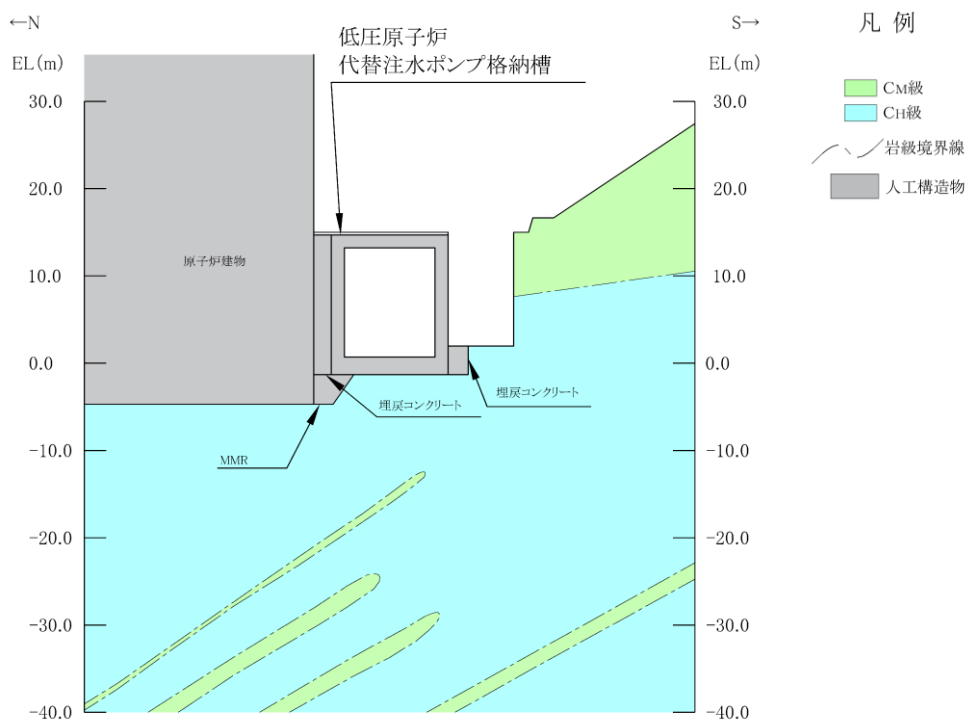 ←N
S→
凡 例
EL(m)
EL(m)
低圧原子炉
代替注水ポンプ格納槽
CM級
CH級
岩級境界線
人工構造物
30.0
20.0
10.0
0.0
-10.0
-20.0
-30.0
-40.0
30.0
20.0
10.0
0.0
-10.0
-20.0
-30.0
-40.0
原子炉建物
埋戻コンクリート
埋戻コンクリート
MMR